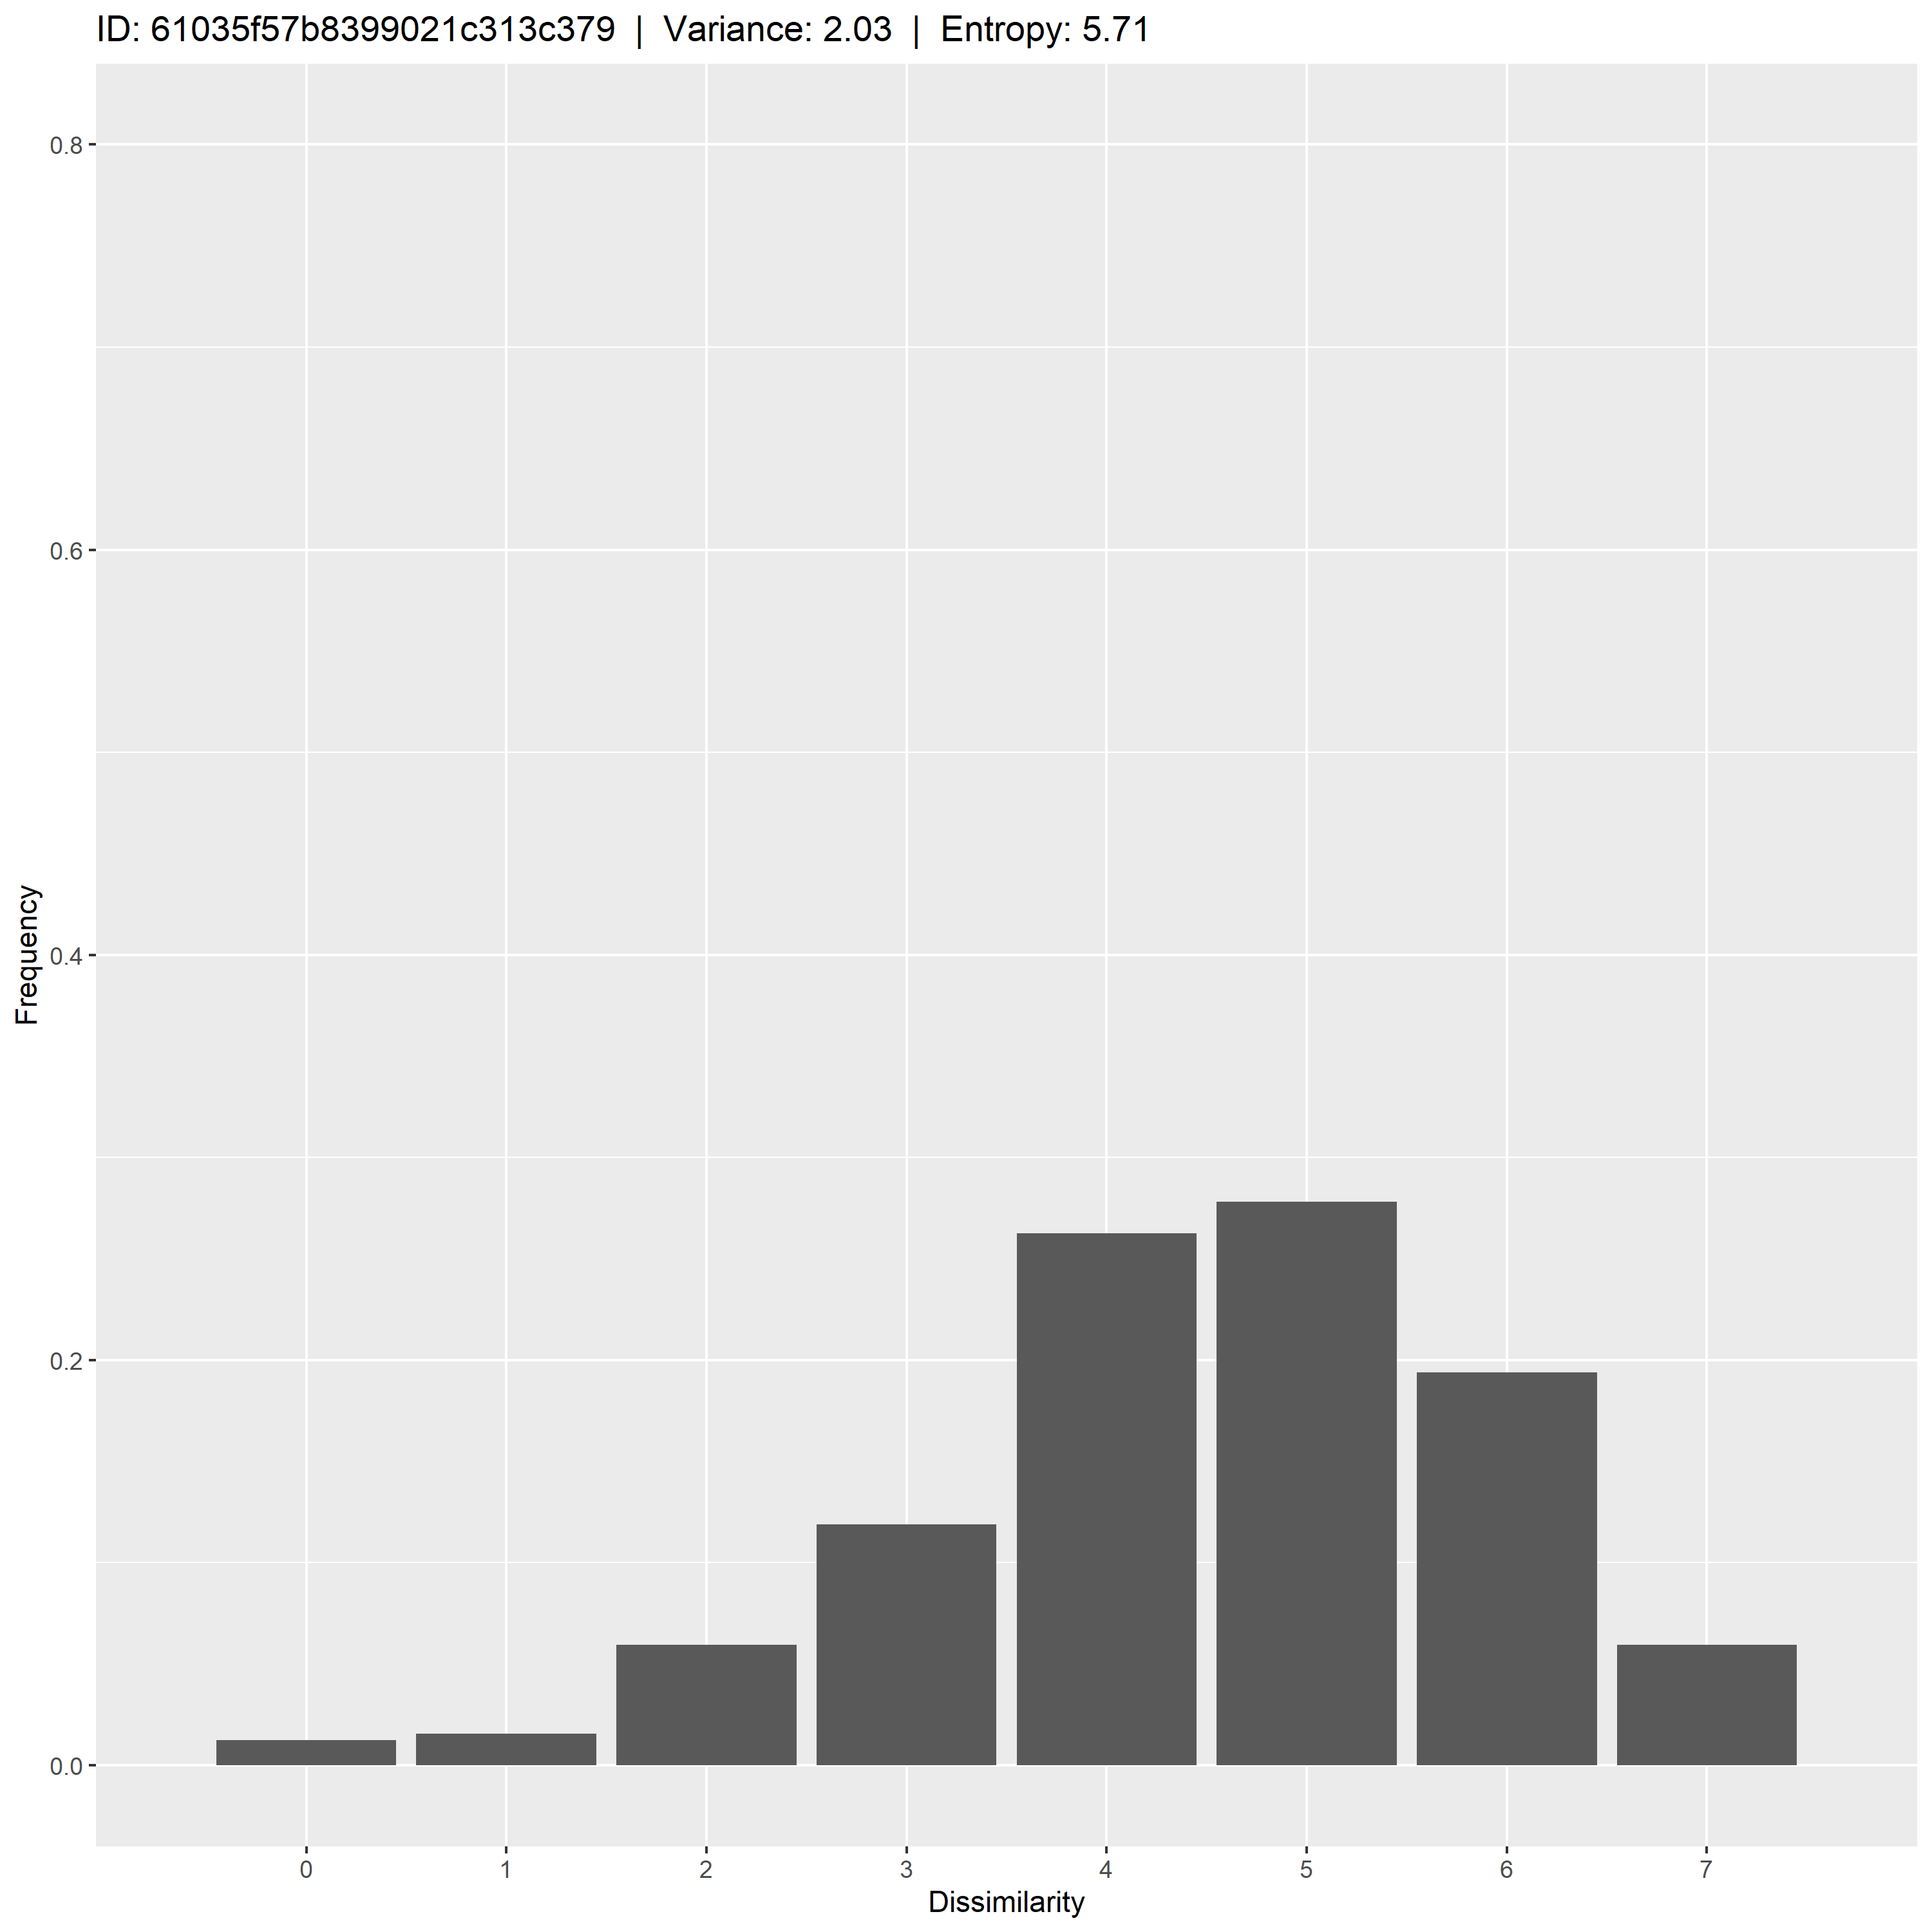 ID: 61035f57b8399021c313c379 | Variance: 2.03 | Entropy: 5.71
0.8
0.6
0.4
0.2
0.0
Frequency
0 1 2 3 4 5 6 7
Dissimilarity